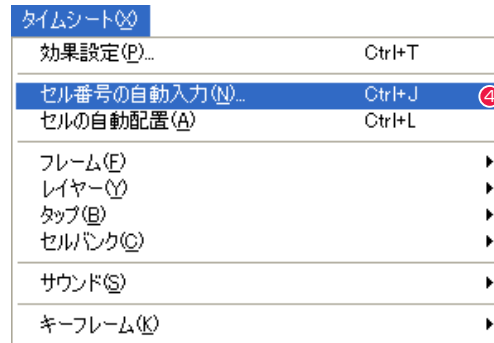 タイムシート(X)
効果設定(P)... Ctrl+T
セル番号の自動入力(N)... Ctrl+J 4
セルの自動配置(A) Ctrl+L
フレーム(F)
レイヤー(Y)
タップ(B)
セルバンク(C)
サウンド(S)
キーフレーム(K)